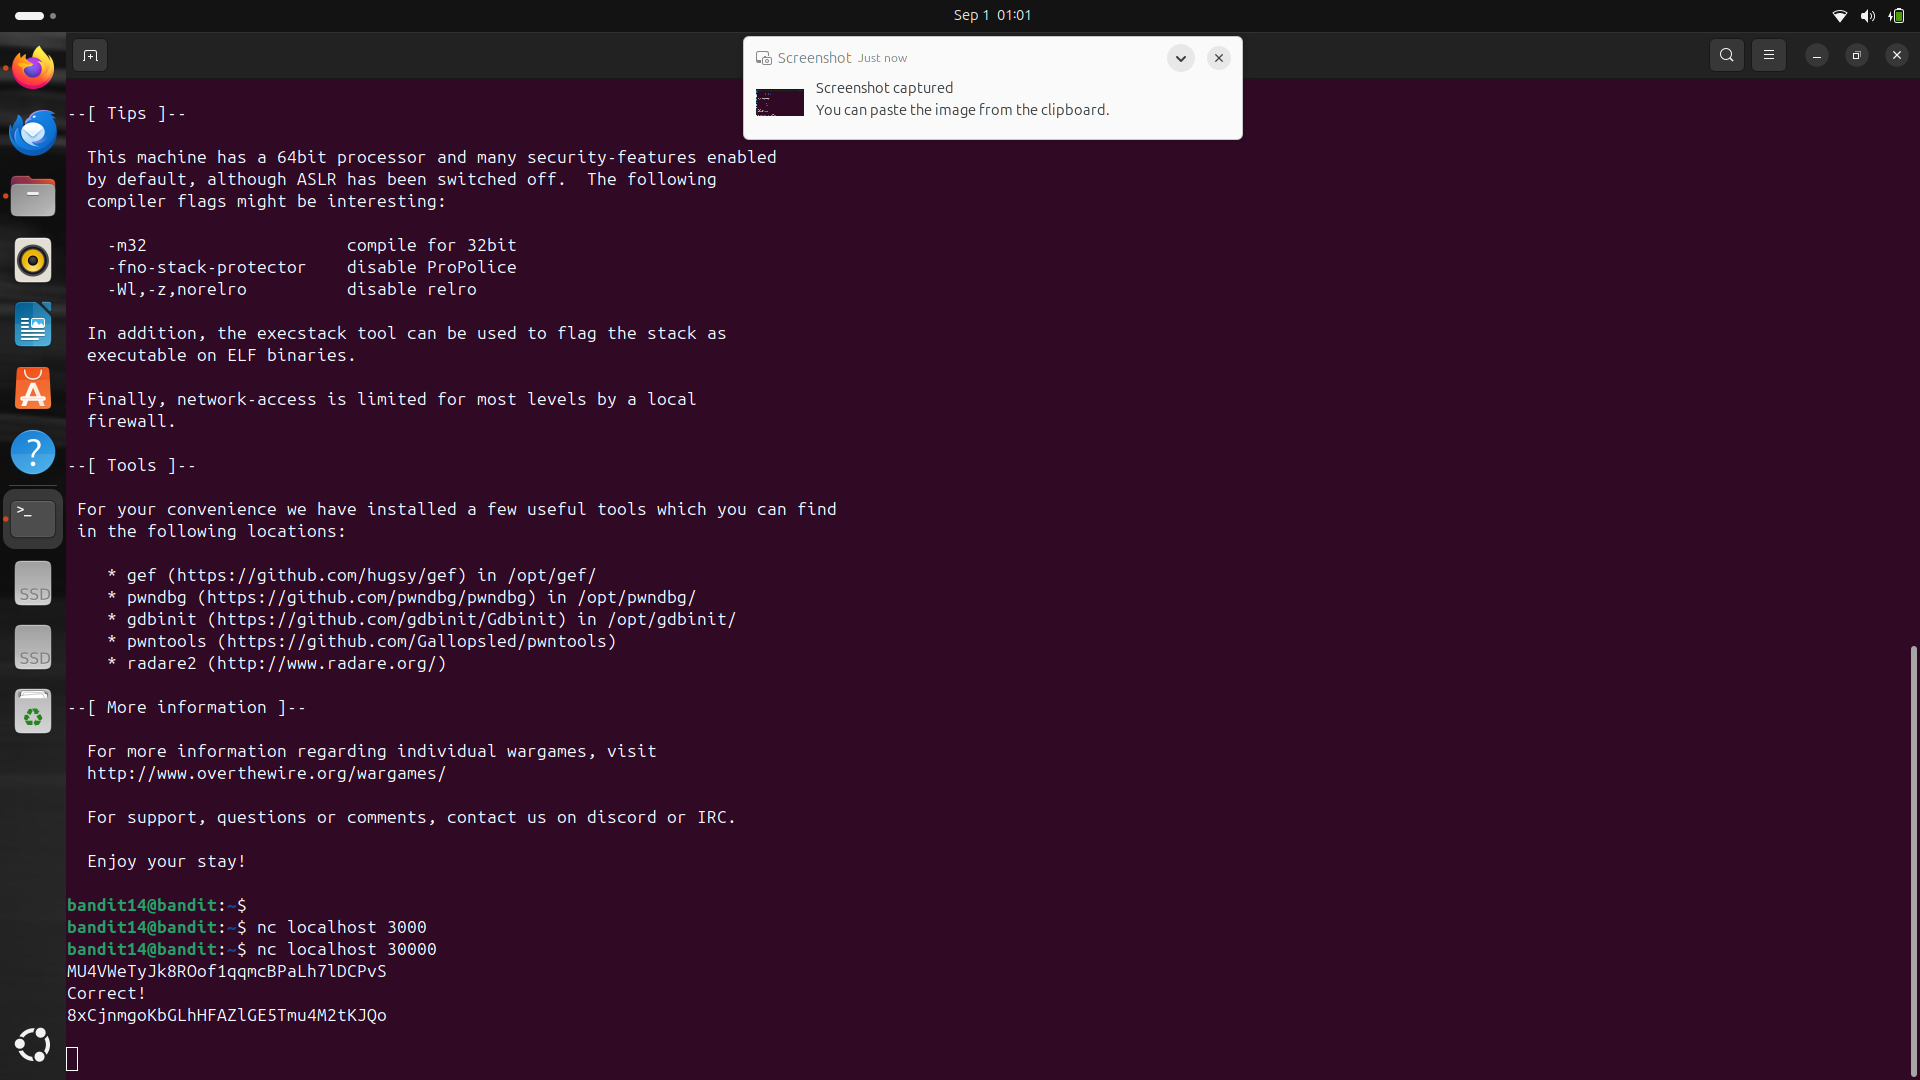 Sep 1 01:01
Screenshot Just now
Screenshot captured
You can paste the image from the clipboard.
--[ Tips ]--
This machine has a 64bit processor and many security-features enabled
by default, although ASLR has been switched off. The following
compiler flags might be interesting:
-m32 compile for 32bit
-fno-stack-protector disable ProPolice
-Wl,-z,norelro disable relro
In addition, the execstack tool can be used to flag the stack as
executable on ELF binaries.
Finally, network-access is limited for most levels by a local
firewall.
--[ Tools ]--
For your convenience we have installed a few useful tools which you can find
in the following locations:
* gef (https://github.com/hugsy/gef) in /opt/gef/
* pwndbg (https://github.com/pwndbg/pwndbg) in /opt/pwndbg/
* gdbinit (https://github.com/gdbinit/Gdbinit) in /opt/gdbinit/
* pwntools (https://github.com/Gallopsled/pwntools)
* radare2 (http://www.radare.org/)
--[ More information ]--
For more information regarding individual wargames, visit
http://www.overthewire.org/wargames/
For support, questions or comments, contact us on discord or IRC.
Enjoy your stay!
bandit14@bandit:~$
bandit14@bandit:~$ nc localhost 3000
bandit14@bandit:~$ nc localhost 30000
MU4VWeTyJk8ROof1qqmcBPaLh7lDCPvS
Correct!
8xCjnmgoKbGLhHFAZlGE5Tmu4M2tKJQo
SSD
SSD